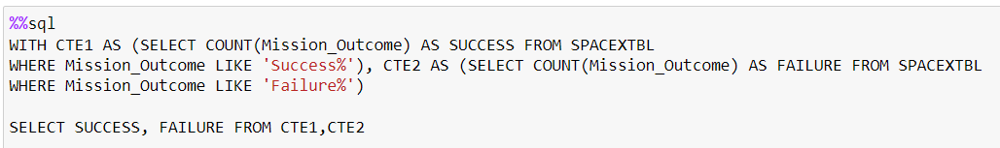 %%sql
WITH CTE1 AS (SELECT COUNT(Mission_Outcome) AS SUCCESS FROM SPACEXTBL
WHERE Mission_Outcome LIKE 'Success%'), CTE2 AS (SELECT COUNT(Mission_Outcome) AS FAILURE FROM SPACEXTBL
WHERE Mission_Outcome LIKE 'Failure%')
SELECT SUCCESS, FAILURE FROM CTE1,CTE2